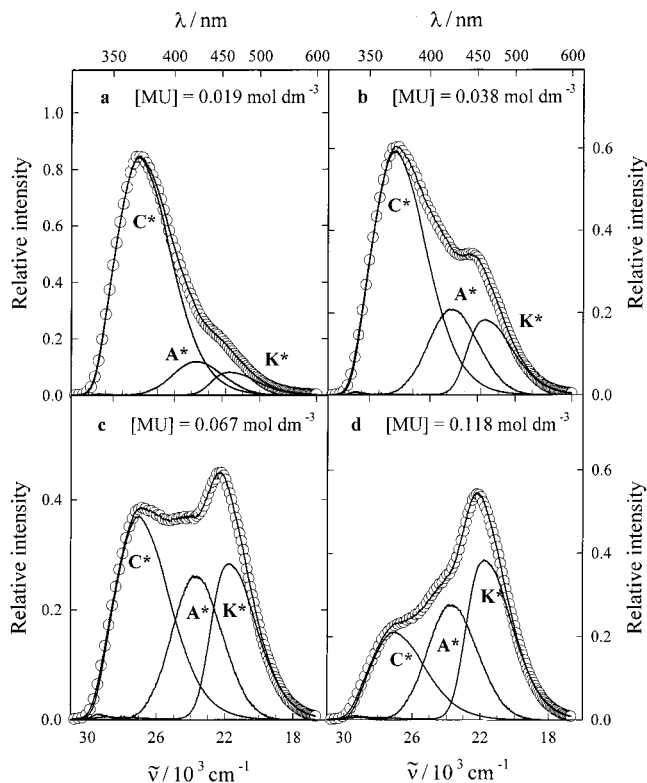 λ / nm
λ / nm
350 400 450 500 600
350 400 450 500 600
a [MU] = 0.019 mol dm⁻³
b [MU] = 0.038 mol dm⁻³
1.0
0.8
0.6
0.4
0.2
0.0
Relative intensity
C*
A*
K*
0.6
0.4
0.2
0.0
Relative intensity
C*
A*
K*
c [MU] = 0.067 mol dm⁻³
d [MU] = 0.118 mol dm⁻³
0.4
0.2
0.0
Relative intensity
C*
A*
K*
0.6
0.4
0.2
0.0
Relative intensity
C*
A*
K*
30 26 22 18
30 26 22 18
ṽ / 10³ cm⁻¹
ṽ / 10³ cm⁻¹